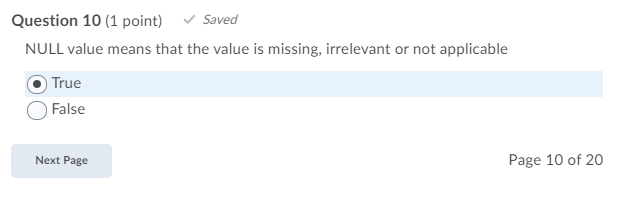 Question 10 (1 point) ✓ Saved
NULL value means that the value is missing, irrelevant or not applicable
True
False
Next Page Page 10 of 20